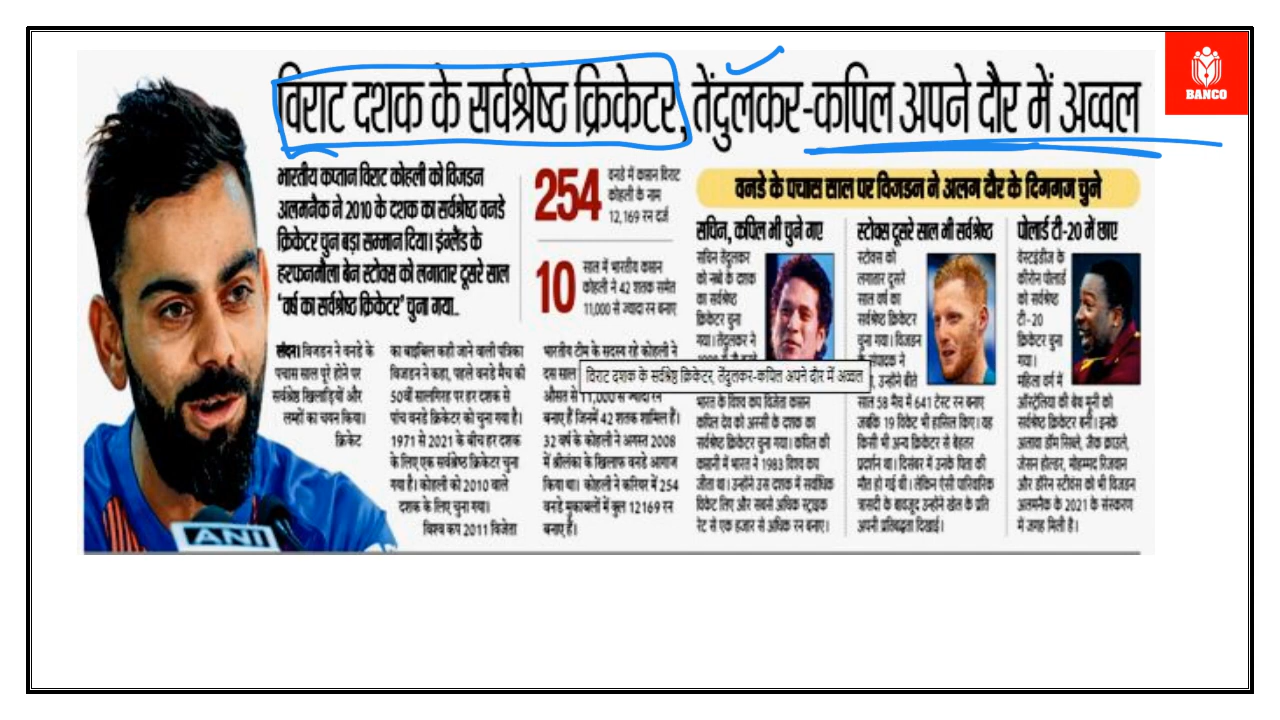 BANCO
विराट दशक के सर्वश्रेष्ठ क्रिकेटर, तेंदुलकर-कपिल अपने दौर में अव्वल
भारतीय कप्तान विराट कोहली को विजडन
अलमनैक ने 2010 के दशक का सर्वश्रेष्ठ वनडे
क्रिकेटर चुन बड़ा सम्मान दिया। इंग्लैंड के
हरफनमौला बेन स्टोक्स को लगातार दूसरे साल
'वर्ष का सर्वश्रेष्ठ क्रिकेटर' चुना गया..
254
वनडे में कप्तान विराट
कोहली के नाम
12,169 रन दर्ज
10
साल में भारतीय कप्तान
कोहली ने 42 शतक समेत
11,000 से ज्यादा रन बनाए
लंदन। विजडन ने वनडे के
पचास साल पूरे होने पर
सर्वश्रेष्ठ खिलाड़ियों और
लम्हों का चयन किया।
क्रिकेट
का बाइबिल कही जाने वाली पत्रिका
विजडन ने कहा, पहले वनडे मैच की
50वीं सालगिरह पर हर दशक से
पांच वनडे क्रिकेटर को चुना गया है।
1971 से 2021 के बीच हर दशक
के लिए एक सर्वश्रेष्ठ क्रिकेटर चुना
गया है। कोहली को 2010 वाले
दशक के लिए चुना गया।
विश्व कप 2011 विजेता
भारतीय टीम के सदस्य रहे कोहली ने
दस साल
औसत से 11,000 से ज्यादा रन
बनाए हैं जिनमें 42 शतक शामिल हैं।
32 वर्ष के कोहली ने अगस्त 2008
में श्रीलंका के खिलाफ वनडे आगाज
किया था। कोहली ने करियर में 254
वनडे मुकाबलों में कुल 12169 रन
बनाए हैं।
वनडे के पचास साल पर विजडन ने अलग दौर के दिग्गज चुने
सचिन, कपिल भी चुने गए
सचिन तेंदुलकर
को नब्बे के दशक
का सर्वश्रेष्ठ
क्रिकेटर चुना
गया। तेंदुलकर ने
भारत के विश्व कप विजेता कप्तान
कपिल देव को अस्सी के दशक का
सर्वश्रेष्ठ क्रिकेटर चुना गया। कपिल की
कप्तानी में भारत ने 1983 विश्व कप
जीता था। उन्होंने उस दशक में सर्वाधिक
विकेट लिए और सबसे अधिक स्ट्राइक
रेट से एक हजार से अधिक रन बनाए।
स्टोक्स दूसरे साल भी सर्वश्रेष्ठ
स्टोक्स को
लगातार दूसरे
साल वर्ष का
सर्वश्रेष्ठ क्रिकेटर
चुना गया। विजडन
के संपादक ने
उन्होंने बीते
साल 58 मैच में 641 टेस्ट रन बनाए
जबकि 19 विकेट भी हासिल किए। यह
किसी भी अन्य क्रिकेटर से बेहतर
प्रदर्शन था। दिसंबर में उनके पिता की
मौत हो गई थी। लेकिन ऐसी पारिवारिक
त्रासदी के बावजूद उन्होंने खेल के प्रति
अपनी प्रतिबद्धता दिखाई।
पोलार्ड टी-20 में छाए
वेस्टइंडीज के
कीरोन पोलार्ड
को सर्वश्रेष्ठ
टी-20
क्रिकेटर चुना
गया।
महिला वर्ग में
ऑस्ट्रेलिया की बेथ मूनी को
सर्वश्रेष्ठ क्रिकेटर बनीं। इनके
अलावा डॉम सिब्ले, जैक क्राउले,
जेसन होल्डर, मोहम्मद रिजवान
और डॉरेन स्टीवंस को भी विजडन
अलमनैक के 2021 के संस्करण
में जगह मिली है।
विराट दशक के सर्वश्रेष्ठ क्रिकेटर, तेंदुलकर-कपिल अपने दौर में अव्वल
ANI